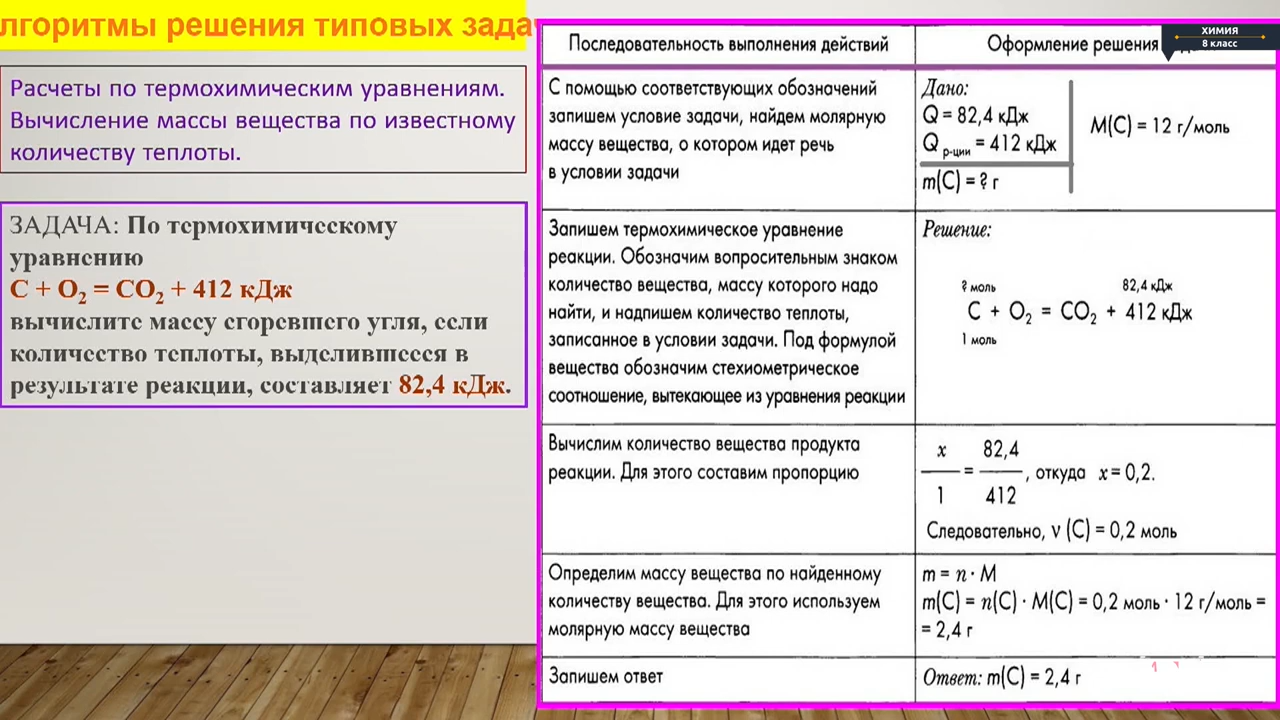 лгоритмы решения типовых зада
Расчеты по термохимическим уравнениям.
Вычисление массы вещества по известному
количеству теплоты.
ЗАДАЧА: По термохимическому
уравнению
C + O₂ = CO₂ + 412 кДж
вычислите массу сгоревшего угля, если
количество теплоты, выделившееся в
результате реакции, составляет 82,4 кДж.
Последовательность выполнения действий
Оформление решения
ХИМИЯ
8 класс
С помощью соответствующих обозначений
запишем условие задачи, найдем молярную
массу вещества, о котором идет речь
в условии задачи
Дано:
Q = 82,4 кДж
Q р-ции = 412 кДж
m(C) = ? г
M(C) = 12 г/моль
Запишем термохимическое уравнение
реакции. Обозначим вопросительным знаком
количество вещества, массу которого надо
найти, и надпишем количество теплоты,
записанное в условии задачи. Под формулой
вещества обозначим стехиометрическое
соотношение, вытекающее из уравнения реакции
Решение:
? моль 82,4 кДж
C + O₂ = CO₂ + 412 кДж
1 моль
Вычислим количество вещества продукта
реакции. Для этого составим пропорцию
x 82,4
— = — , откуда x = 0,2.
1 412
Следовательно, ν (C) = 0,2 моль
Определим массу вещества по найденному
количеству вещества. Для этого используем
молярную массу вещества
m = n · M
m(C) = n(C) · M(C) = 0,2 моль · 12 г/моль =
= 2,4 г
Запишем ответ
Ответ: m(C) = 2,4 г